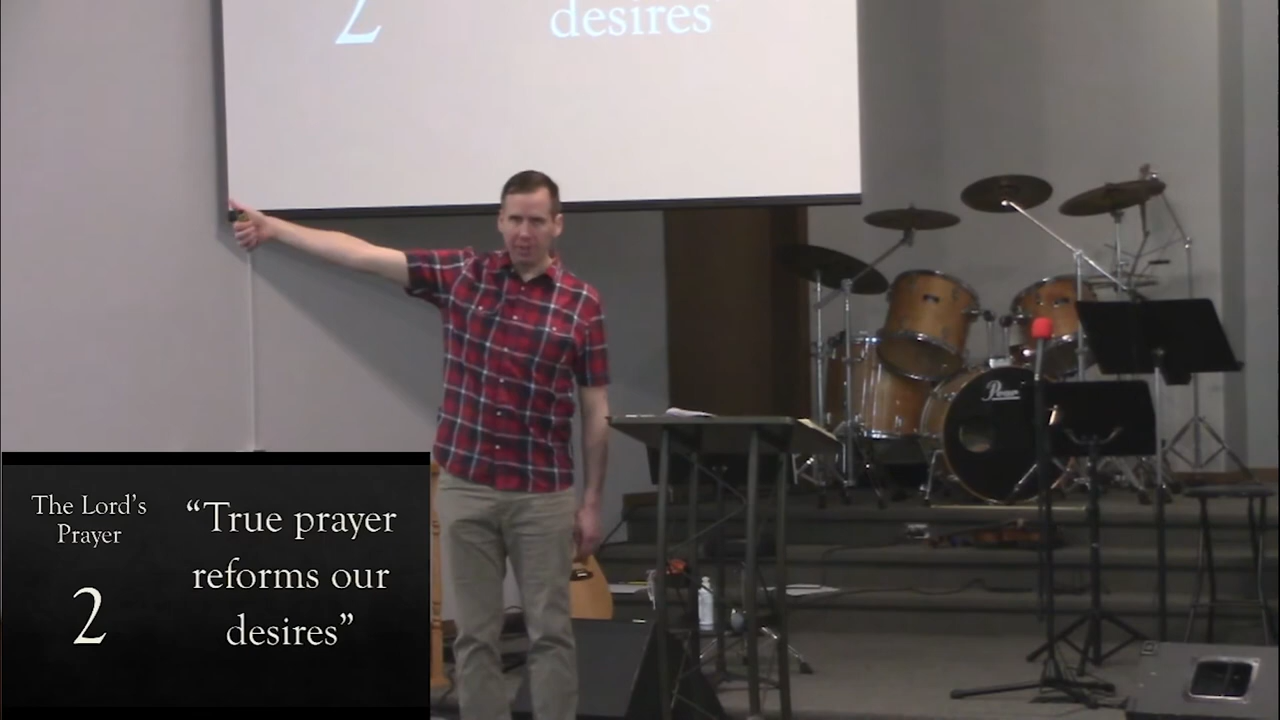 2
desires”
Pearl
The Lord’s
Prayer
2
“True prayer
reforms our
desires”